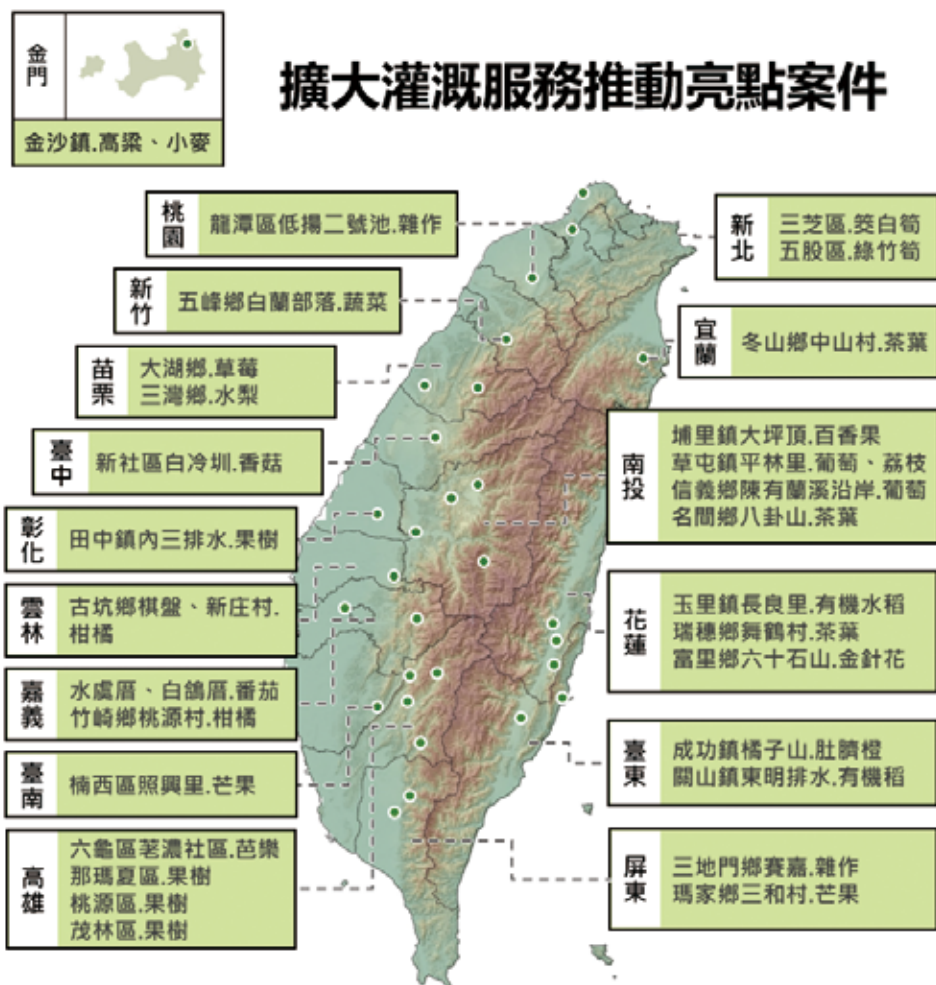 金門
金沙鎮.高粱、小麥
擴大灌溉服務推動亮點案件
桃園
龍潭區低揚二號池.雜作
新北
三芝區.筊白筍
五股區.綠竹筍
新竹
五峰鄉白蘭部落.蔬菜
宜蘭
冬山鄉中山村.茶葉
苗栗
大湖鄉.草莓
三灣鄉.水梨
臺中
新社區白冷圳.香菇
南投
埔里鎮大坪頂.百香果
草屯鎮平林里.葡萄、荔枝
信義鄉陳有蘭溪沿岸.葡萄
名間鄉八卦山.茶葉
彰化
田中鎮內三排水.果樹
雲林
古坑鄉棋盤、新庄村.
柑橘
花蓮
玉里鎮長良里.有機水稻
瑞穗鄉舞鶴村.茶葉
富里鄉六十石山.金針花
嘉義
水虞厝、白鴿厝.番茄
竹崎鄉桃源村.柑橘
臺東
成功鎮橘子山.肚臍橙
關山鎮東明排水.有機稻
臺南
楠西區照興里.芒果
高雄
六龜區荖濃社區.芭樂
那瑪夏區.果樹
桃源區.果樹
茂林區.果樹
屏東
三地門鄉賽嘉.雜作
瑪家鄉三和村.芒果